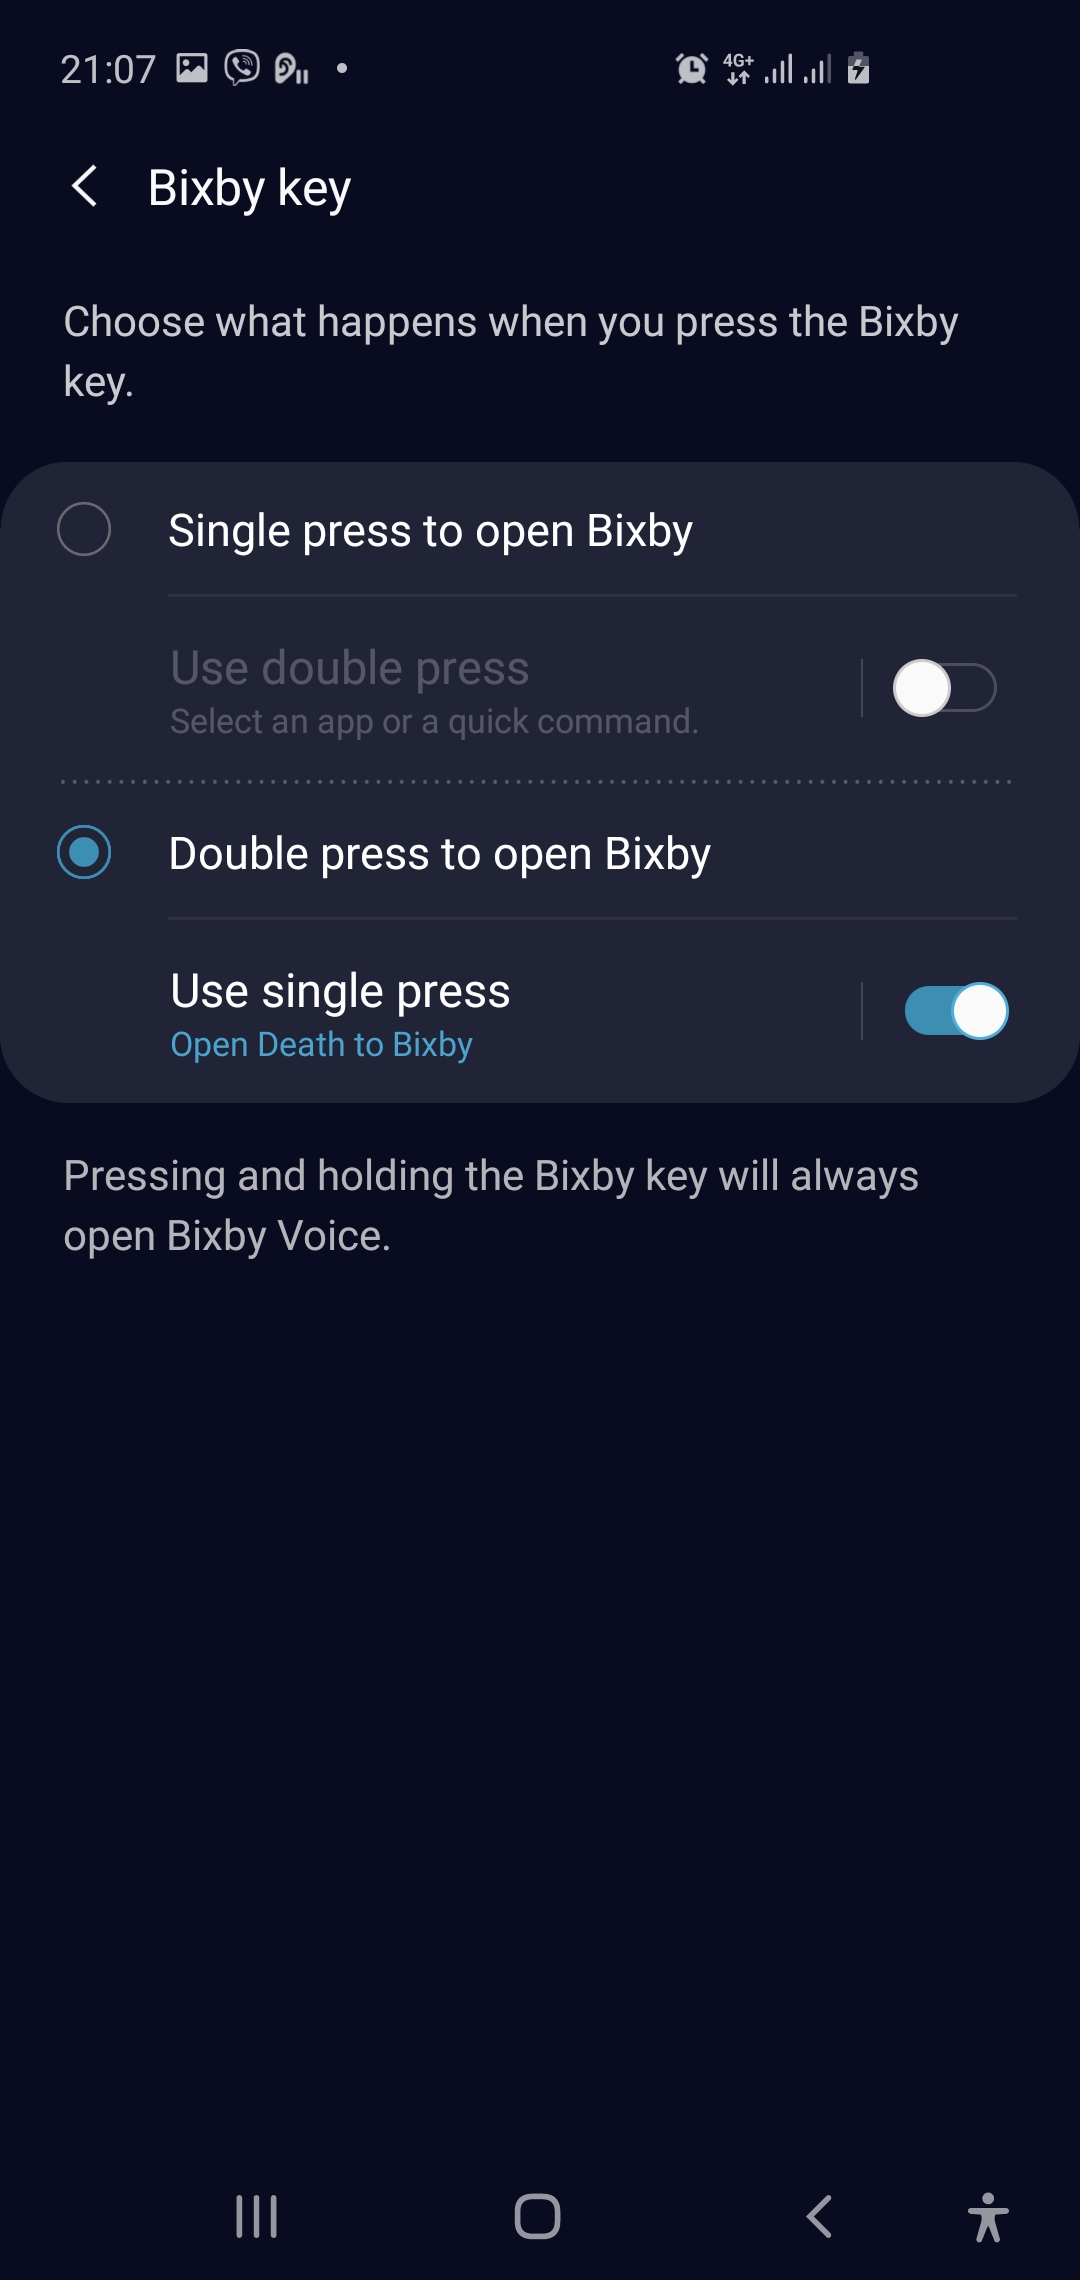 21:07
4G+
Bixby key
Choose what happens when you press the Bixby
key.
Single press to open Bixby
Use double press
Select an app or a quick command.
Double press to open Bixby
Use single press
Open Death to Bixby
Pressing and holding the Bixby key will always
open Bixby Voice.